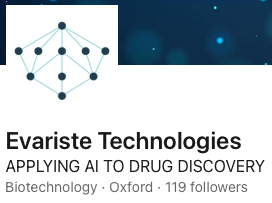 Evariste Technologies
APPLYING AI TO DRUG DISCOVERY
Biotechnology · Oxford · 119 followers